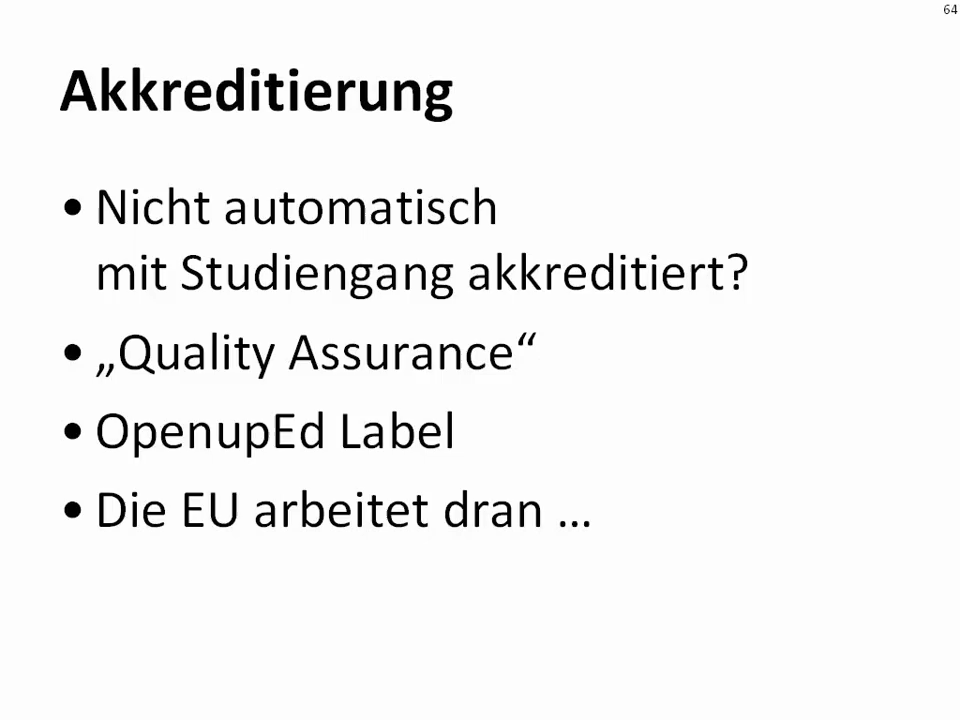 64
Akkreditierung
• Nicht automatisch
mit Studiengang akkreditiert?
• „Quality Assurance“
• OpenupEd Label
• Die EU arbeitet dran …